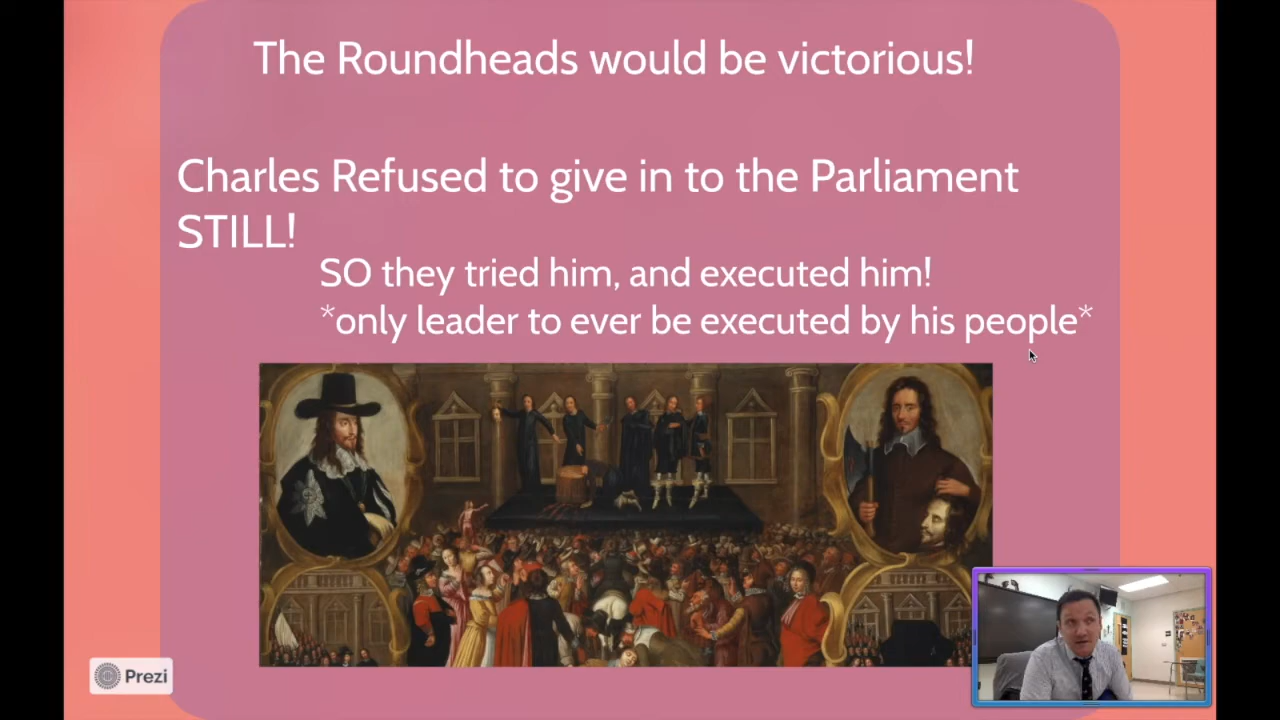 The Roundheads would be victorious!
Charles Refused to give in to the Parliament
STILL!
SO they tried him, and executed him!
*only leader to ever be executed by his people*
Prezi